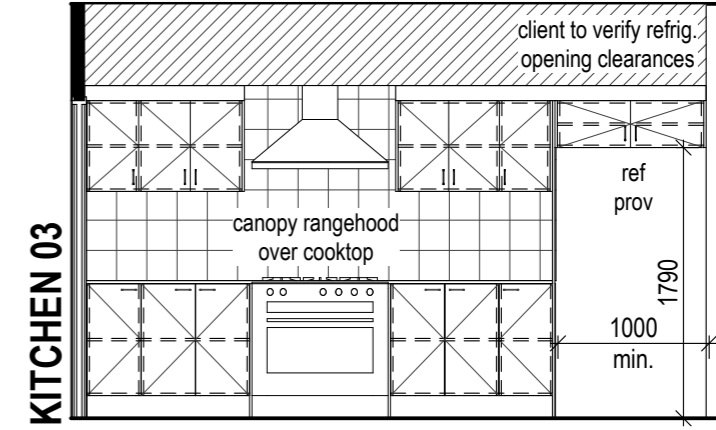 client to verify refrig.
opening clearances
ref
prov
canopy rangehood
over cooktop
1790
1000
min.
KITCHEN 03